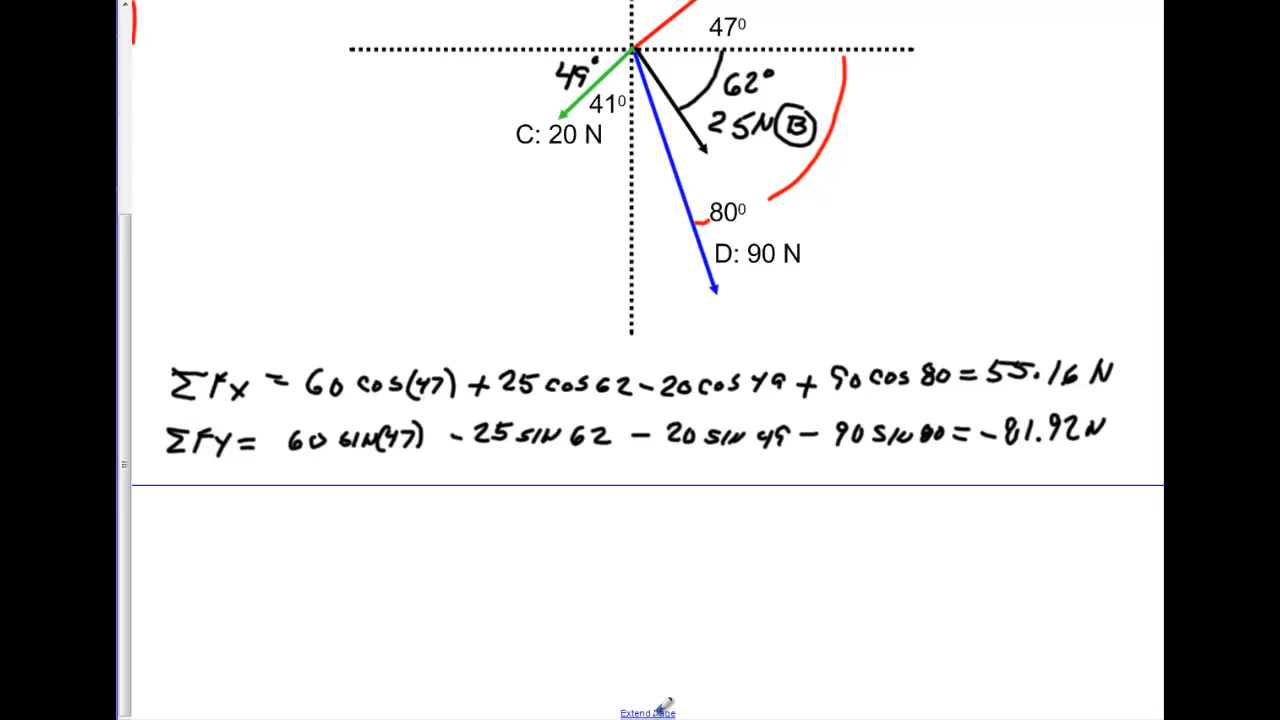 47⁰
49°
62°
41⁰
25N B
C: 20 N
80⁰
D: 90 N
ΣFx = 60 cos(47) + 25 cos 62 - 20 cos 49 + 90 cos 80 = 55.16 N
ΣFy = 60 sin(47) - 25 sin 62 - 20 sin 49 - 90 sin 80 = -81.92 N
Extend Page